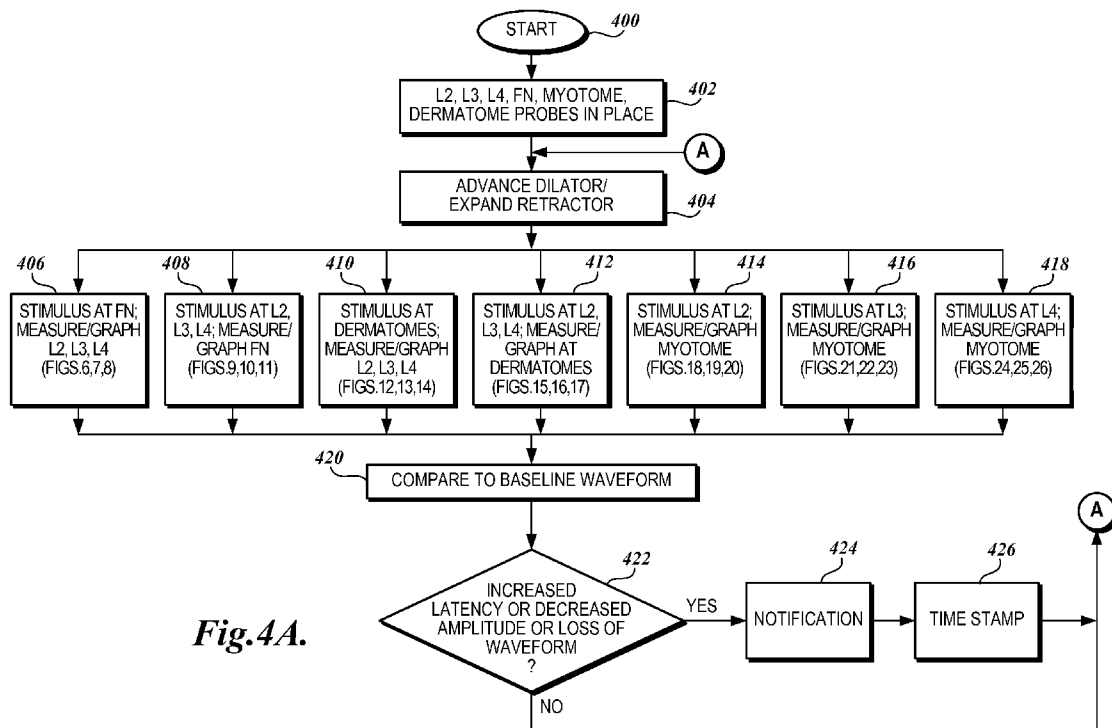 START
400
L2, L3, L4, FN, MYOTOME,
DERMATOME PROBES IN PLACE
402
A
ADVANCE DILATOR/
EXPAND RETRACTOR
404
406
STIMULUS AT FN;
MEASURE/GRAPH
L2, L3, L4
(FIGS.6,7,8)
408
STIMULUS AT L2,
L3, L4; MEASURE/
GRAPH FN
(FIGS.9,10,11)
410
STIMULUS AT
DERMATOMES;
MEASURE/GRAPH
L2, L3, L4
(FIGS.12,13,14)
412
STIMULUS AT L2,
L3, L4; MEASURE/
GRAPH AT
DERMATOMES
(FIGS.15,16,17)
414
STIMULUS AT L2;
MEASURE/GRAPH
MYOTOME
(FIGS.18,19,20)
416
STIMULUS AT L3;
MEASURE/GRAPH
MYOTOME
(FIGS.21,22,23)
418
STIMULUS AT L4;
MEASURE/GRAPH
MYOTOME
(FIGS.24,25,26)
420
COMPARE TO BASELINE WAVEFORM
A
422
INCREASED
LATENCY OR DECREASED
AMPLITUDE OR LOSS OF
WAVEFORM
?
YES
424
NOTIFICATION
426
TIME STAMP
NO
Fig.4A.